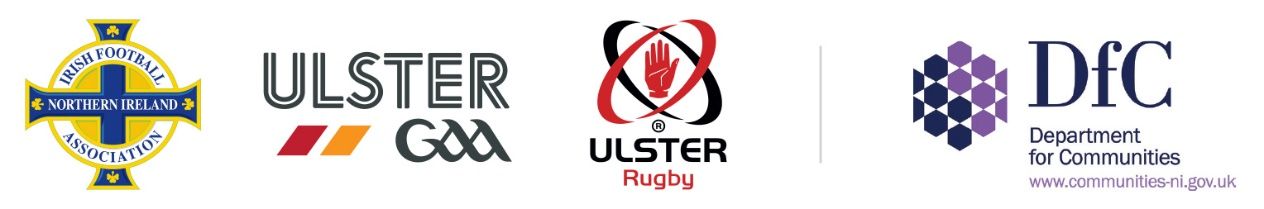 IRISH FOOTBALL
NORTHERN IRELAND
ASSOCIATION
ULSTER
GAA
®
ULSTER
Rugby
DfC
Department
for Communities
www.communities-ni.gov.uk